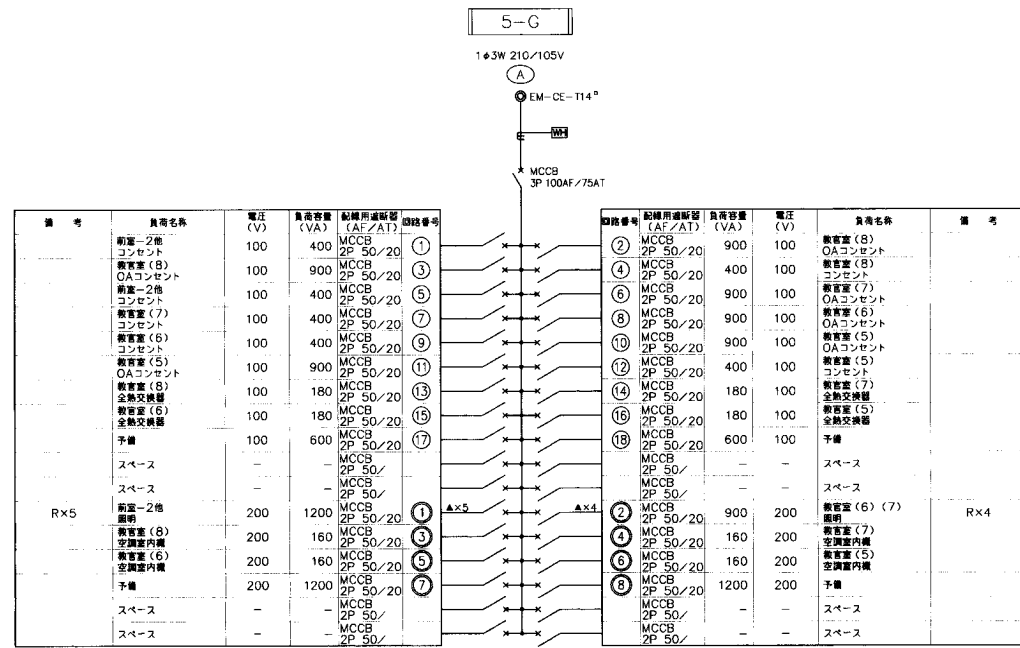 5-G
1φ3W 210/105V
A
EM-CE-T14□
WH
MCCB
3P 100AF/75AT
備 考 負荷名称 電圧(V) 負荷容量(VA) 配線用遮断器(AF/AT) 回路番号
前室-2他 コンセント 100 400 MCCB 2P 50/20 ①
教官室(8) OAコンセント 100 900 MCCB 2P 50/20 ③
前室-2他 コンセント 100 400 MCCB 2P 50/20 ⑤
教官室(7) コンセント 100 400 MCCB 2P 50/20 ⑦
教官室(6) コンセント 100 400 MCCB 2P 50/20 ⑨
教官室(5) OAコンセント 100 900 MCCB 2P 50/20 ⑪
教官室(8) 全熱交換器 100 180 MCCB 2P 50/20 ⑬
教官室(6) 全熱交換器 100 180 MCCB 2P 50/20 ⑮
予備 100 600 MCCB 2P 50/20 ⑰
スペース - - MCCB 2P 50/
スペース - - MCCB 2P 50/
R×5 前室-2他 照明 200 1200 MCCB 2P 50/20 ① ▲×5
教官室(8) 空調室内機 200 160 MCCB 2P 50/20 ③
教官室(6) 空調室内機 200 160 MCCB 2P 50/20 ⑤
予備 200 1200 MCCB 2P 50/20 ⑦
スペース - - MCCB 2P 50/
スペース - - MCCB 2P 50/
回路番号 配線用遮断器(AF/AT) 負荷容量(VA) 電圧(V) 負荷名称 備 考
② MCCB 2P 50/20 900 100 教官室(8) OAコンセント
④ MCCB 2P 50/20 400 100 教官室(8) コンセント
⑥ MCCB 2P 50/20 900 100 教官室(7) OAコンセント
⑧ MCCB 2P 50/20 900 100 教官室(6) OAコンセント
⑩ MCCB 2P 50/20 900 100 教官室(5) OAコンセント
⑫ MCCB 2P 50/20 400 100 教官室(5) コンセント
⑭ MCCB 2P 50/20 180 100 教官室(7) 全熱交換器
⑯ MCCB 2P 50/20 180 100 教官室(5) 全熱交換器
⑱ MCCB 2P 50/20 600 100 予備
MCCB 2P 50/ - - スペース
MCCB 2P 50/ - - スペース
▲×4 ② MCCB 2P 50/20 900 200 教官室(6)(7) 照明 R×4
④ MCCB 2P 50/20 160 200 教官室(7) 空調室内機
⑥ MCCB 2P 50/20 160 200 教官室(5) 空調室内機
⑧ MCCB 2P 50/20 1200 200 予備
MCCB 2P 50/ - - スペース
MCCB 2P 50/ - - スペース